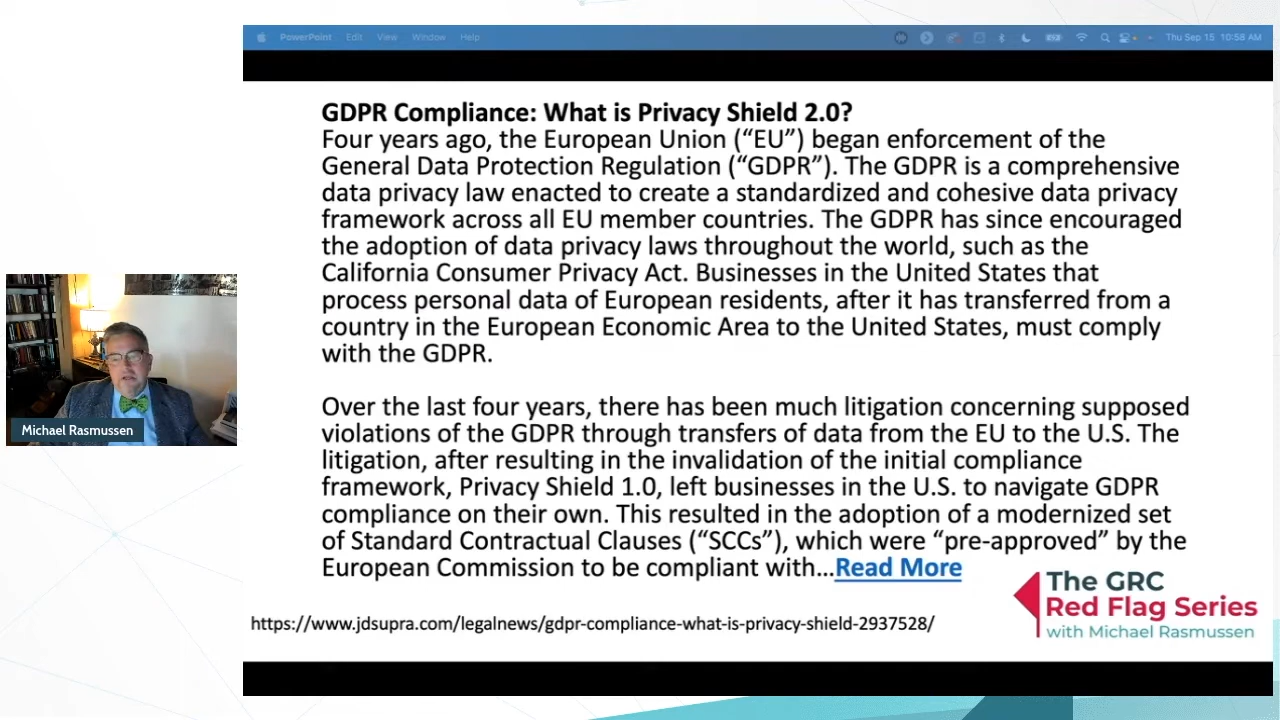 PowerPoint Edit View Window Help
Thu Sep 15 10:58 AM
GDPR Compliance: What is Privacy Shield 2.0?
Four years ago, the European Union (“EU”) began enforcement of the
General Data Protection Regulation (“GDPR”). The GDPR is a comprehensive
data privacy law enacted to create a standardized and cohesive data privacy
framework across all EU member countries. The GDPR has since encouraged
the adoption of data privacy laws throughout the world, such as the
California Consumer Privacy Act. Businesses in the United States that
process personal data of European residents, after it has transferred from a
country in the European Economic Area to the United States, must comply
with the GDPR.
Over the last four years, there has been much litigation concerning supposed
violations of the GDPR through transfers of data from the EU to the U.S. The
litigation, after resulting in the invalidation of the initial compliance
framework, Privacy Shield 1.0, left businesses in the U.S. to navigate GDPR
compliance on their own. This resulted in the adoption of a modernized set
of Standard Contractual Clauses (“SCCs”), which were “pre-approved” by the
European Commission to be compliant with…Read More
https://www.jdsupra.com/legalnews/gdpr-compliance-what-is-privacy-shield-2937528/
The GRC
Red Flag Series
with Michael Rasmussen
Michael Rasmussen